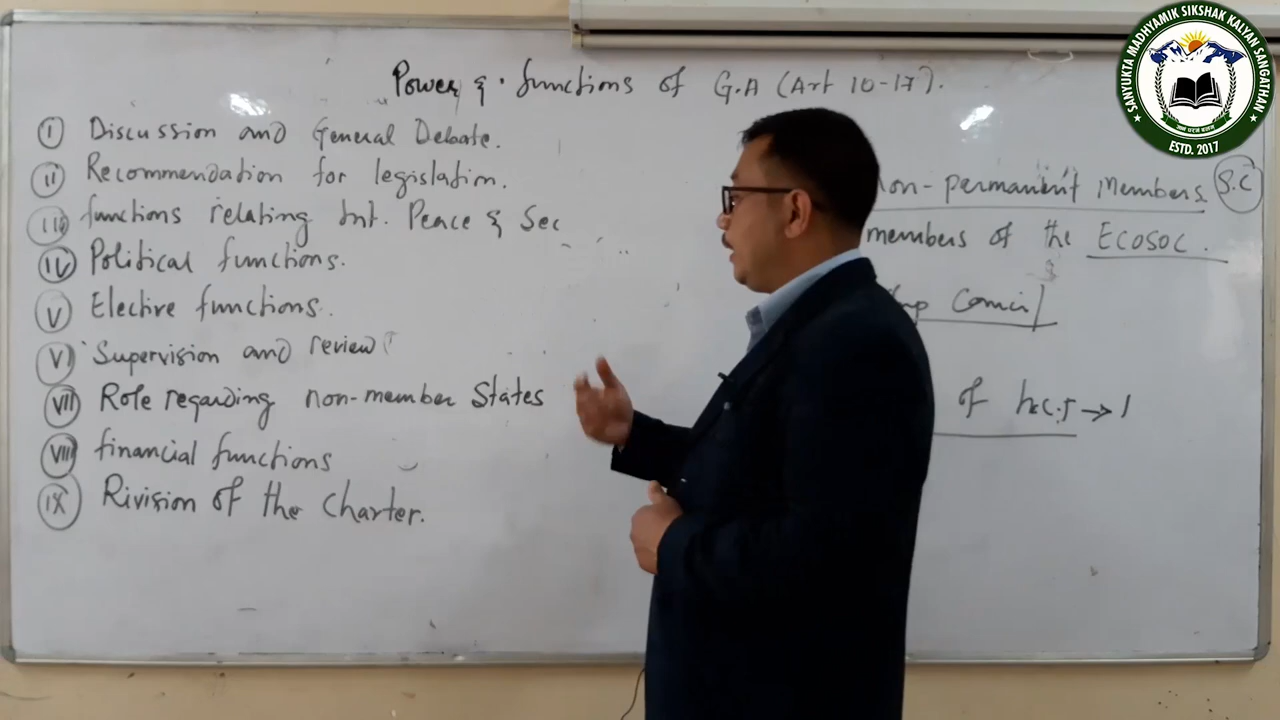 Power & functions of G.A (Art 10-17).
I Discussion and General Debate.
II Recommendation for legislation.
III functions relating Int. Peace & Sec
IV Political functions.
V Elective functions.
VI Supervision and review
VII Role regarding non-member States
VIII financial functions
IX Rivision of the Charter.
non-permanent Members S.C
members of the ECOSOC.
Council
of
→ 1
SANYUKTA MADHYAMIK SIKSHAK KALYAN SANGATHAN
ESTD. 2017